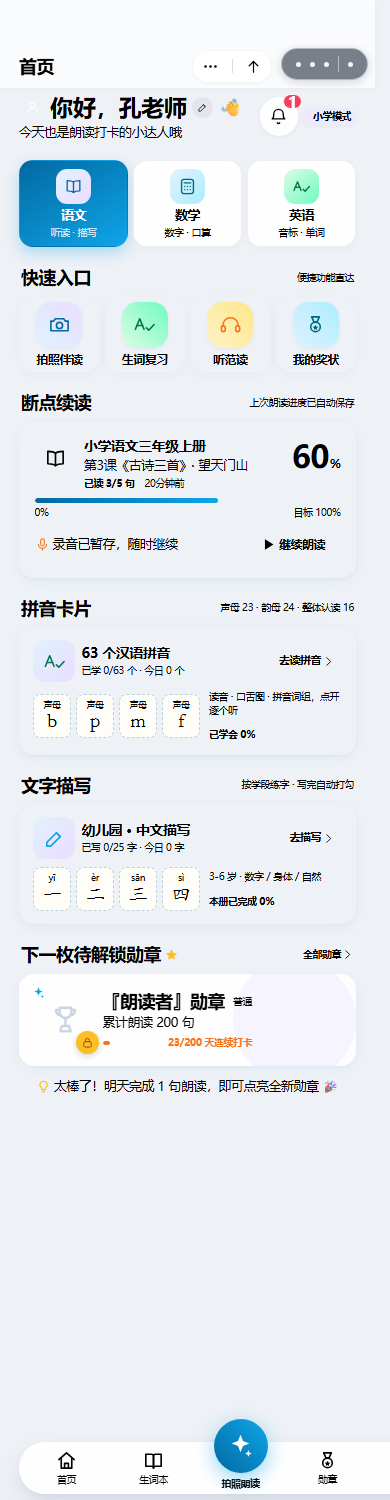 首页
你好，孔老师
1
今天也是朗读打卡的小达人哦
小学模式
语文
听读 · 描写
数学
数字 · 口算
英语
音标 · 单词
快速入口
便捷功能直达
拍照伴读
生词复习
听范读
我的奖状
断点续读
上次朗读进度已自动保存
小学语文三年级上册
第3课《古诗三首》· 望天门山
已读 3/5 句 20分钟前
60%
0%
目标 100%
录音已暂存，随时继续
继续朗读
拼音卡片
声母 23 · 韵母 24 · 整体认读 16
63 个汉语拼音
已学 0/63 个 · 今日 0 个
去读拼音
声母 声母 声母 声母
b p m f
读音 · 口舌图 · 拼音词组，点开
逐个听
已学会 0%
文字描写
按学段练字 · 写完自动打勾
幼儿园 • 中文描写
已写 0/25 字 · 今日 0 字
去描写
yī èr sān sì
一 二 三 四
3-6 岁 · 数字 / 身体 / 自然
本册已完成 0%
下一枚待解锁勋章
全部勋章
『朗读者』勋章 普通
累计朗读 200 句
23/200 天连续打卡
太棒了！明天完成 1 句朗读，即可点亮全新勋章
首页
生词本
拍照朗读
勋章